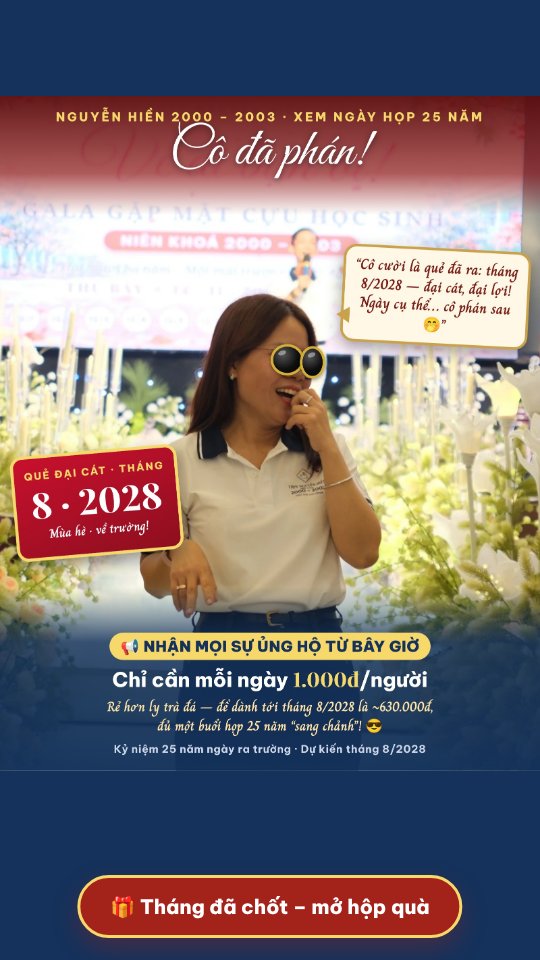 NGUYỄN HIỀN 2000 – 2003 · XEM NGÀY HỌP 25 NĂM
Cô đã phán!
GALA GẶP MẶT CỰU HỌC SINH
NIÊN KHOÁ 2000 – 2003
“Cô cười là quẻ đã ra: tháng
8/2028 — đại cát, đại lợi!
Ngày cụ thể... cô phán sau
🤭”
QUẺ ĐẠI CÁT · THÁNG
8 · 2028
Mùa hè · về trường!
📢 NHẬN MỌI SỰ ỦNG HỘ TỪ BÂY GIỜ
Chỉ cần mỗi ngày 1.000đ/người
Rẻ hơn ly trà đá — để dành tới tháng 8/2028 là ~630.000đ,
đủ một buổi họp 25 năm “sang chảnh”! 😎
Kỷ niệm 25 năm ngày ra trường · Dự kiến tháng 8/2028
🎁 Tháng đã chốt – mở hộp quà